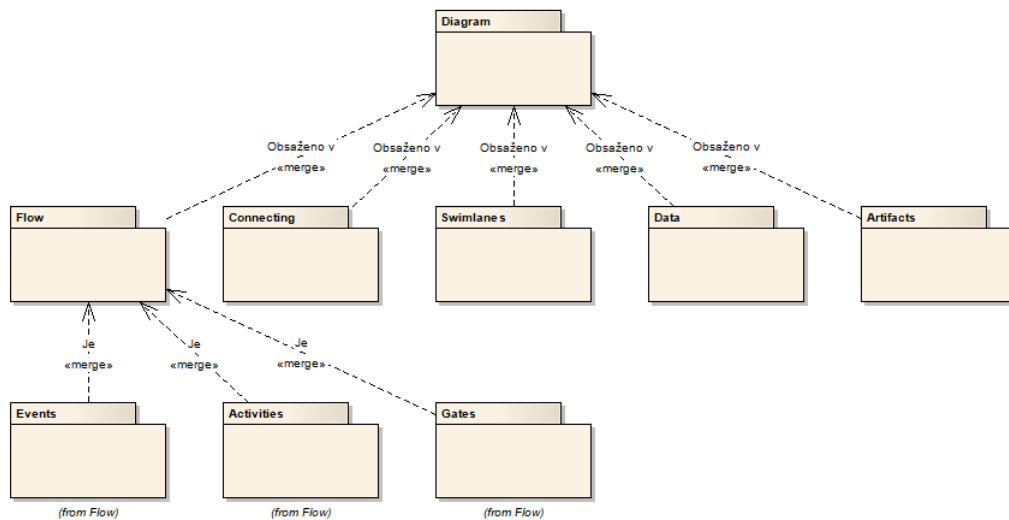 Diagram
Obsaženo v
«merge»
Obsaženo v
«merge»
Obsaženo v
«merge»
Obsaženo v
«merge»
Obsaženo v
«merge»
Flow
Connecting
Swimlanes
Data
Artifacts
Je
«merge»
Je
«merge»
Je
«merge»
Events
Activities
Gates
(from Flow)
(from Flow)
(from Flow)